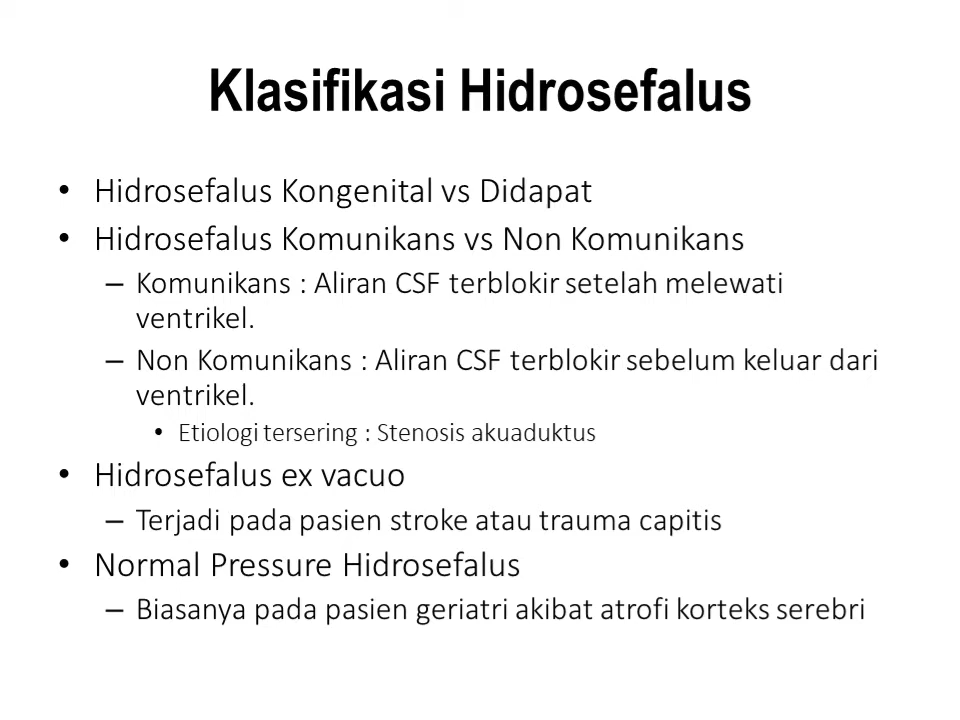 Klasifikasi Hidrosefalus
• Hidrosefalus Kongenital vs Didapat
• Hidrosefalus Komunikans vs Non Komunikans
– Komunikans : Aliran CSF terblokir setelah melewati
ventrikel.
– Non Komunikans : Aliran CSF terblokir sebelum keluar dari
ventrikel.
• Etiologi tersering : Stenosis akuaduktus
• Hidrosefalus ex vacuo
– Terjadi pada pasien stroke atau trauma capitis
• Normal Pressure Hidrosefalus
– Biasanya pada pasien geriatri akibat atrofi korteks serebri